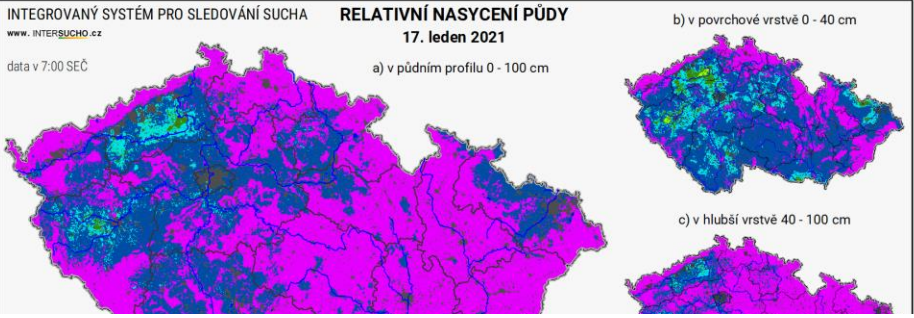 INTEGROVANÝ SYSTÉM PRO SLEDOVÁNÍ SUCHA
www. INTERSUCHO.cz
data v 7:00 SEČ
RELATIVNÍ NASYCENÍ PŮDY
17. leden 2021
a) v půdním profilu 0 - 100 cm
b) v povrchové vrstvě 0 - 40 cm
c) v hlubší vrstvě 40 - 100 cm